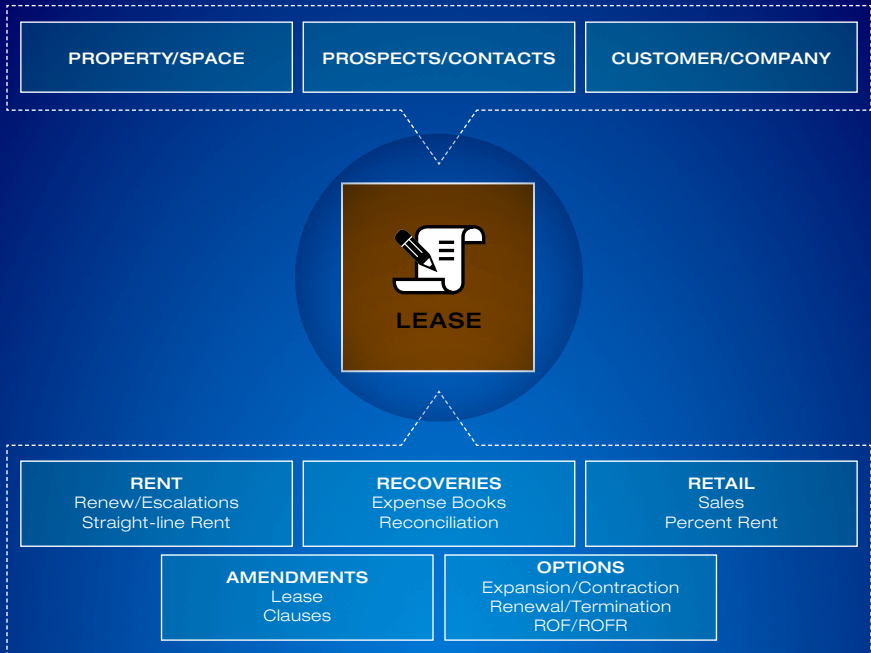 PROPERTY/SPACE
PROSPECTS/CONTACTS
CUSTOMER/COMPANY
LEASE
RENT
Renew/Escalations
Straight-line Rent
RECOVERIES
Expense Books
Reconciliation
RETAIL
Sales
Percent Rent
AMENDMENTS
Lease
Clauses
OPTIONS
Expansion/Contraction
Renewal/Termination
ROF/ROFR